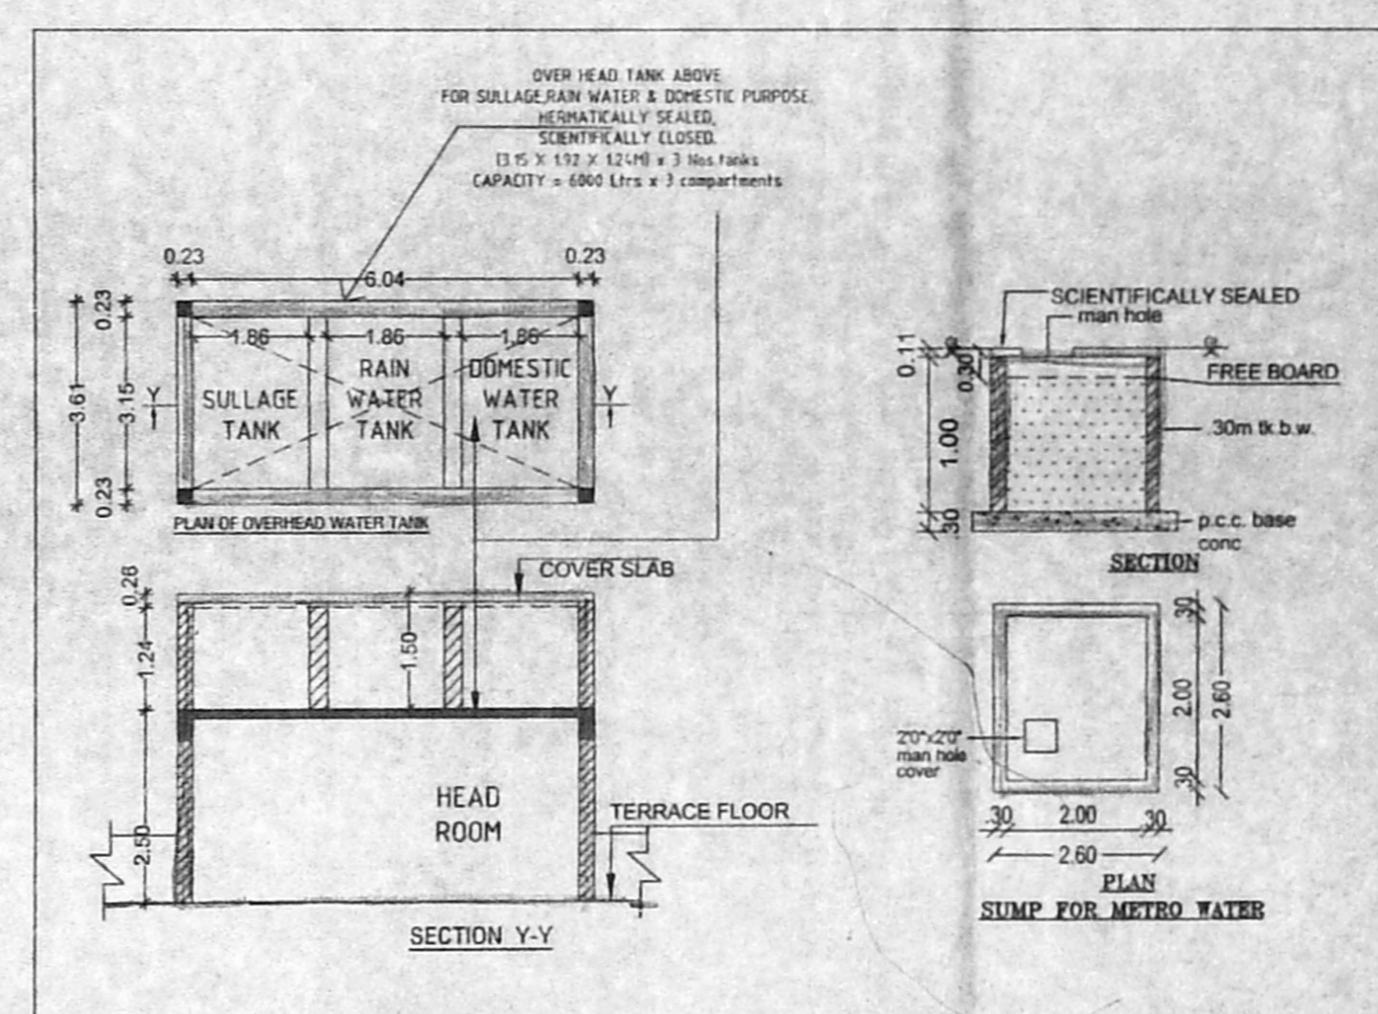 OVER HEAD TANK ABOVE
FOR SULLAGE,RAIN WATER & DOMESTIC PURPOSE.
HERMATICALLY SEALED,
SCIENTIFICALLY CLOSED.
(3.15 X 1.92 X 1.24M) x 3 Nos.tanks
CAPACITY = 6000 Ltrs x 3 compartments
0.23
6.04
0.23
0.23
3.61
3.15
0.23
1.86
1.86
1.86
Y
Y
SULLAGE
TANK
RAIN
WATER
TANK
DOMESTIC
WATER
TANK
PLAN OF OVERHEAD WATER TANK
COVER SLAB
0.26
1.24
1.50
2.50
HEAD
ROOM
TERRACE FLOOR
SECTION Y-Y
SCIENTIFICALLY SEALED
man hole
0.11
0.30
FREE BOARD
1.00
.30m tk.b.w.
.30
p.c.c. base
conc
SECTION
30
2.00
2.60
30
2'0"x2'0"
man hole
cover
.30
2.00
.30
2.60
PLAN
SUMP FOR METRO WATER